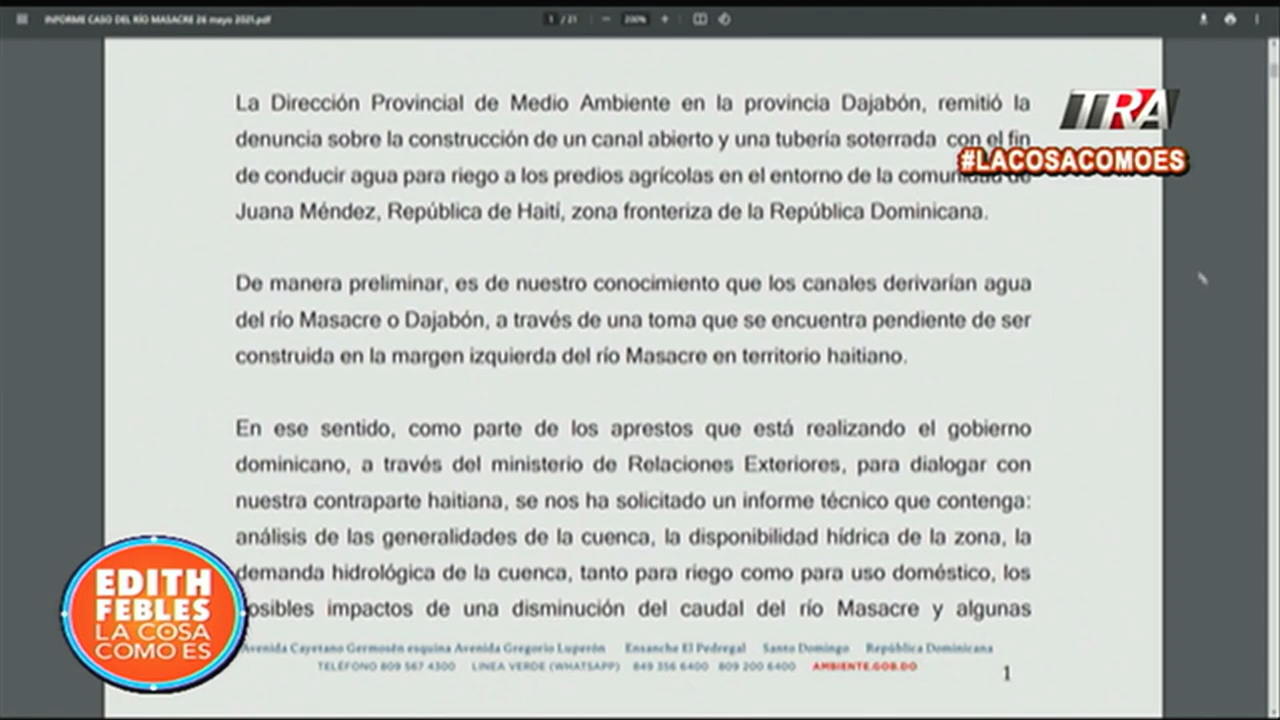 INFORME CASO DEL RÍO MASACRE 26 mayo 2021.pdf
1 / 21
200%
La Dirección Provincial de Medio Ambiente en la provincia Dajabón, remitió la
denuncia sobre la construcción de un canal abierto y una tubería soterrada con el fin
de conducir agua para riego a los predios agrícolas en el entorno de la comunidad de
Juana Méndez, República de Haití, zona fronteriza de la República Dominicana.
De manera preliminar, es de nuestro conocimiento que los canales derivarían agua
del río Masacre o Dajabón, a través de una toma que se encuentra pendiente de ser
construida en la margen izquierda del río Masacre en territorio haitiano.
En ese sentido, como parte de los aprestos que está realizando el gobierno
dominicano, a través del ministerio de Relaciones Exteriores, para dialogar con
nuestra contraparte haitiana, se nos ha solicitado un informe técnico que contenga:
análisis de las generalidades de la cuenca, la disponibilidad hídrica de la zona, la
demanda hidrológica de la cuenca, tanto para riego como para uso doméstico, los
posibles impactos de una disminución del caudal del río Masacre y algunas
Avenida Cayetano Germosén esquina Avenida Gregorio Luperón Ensanche El Pedregal Santo Domingo República Dominicana
TELÉFONO 809 567 4300 LINEA VERDE (WHATSAPP) 849 356 6400 809 200 6400 AMBIENTE.GOB.DO
1
TRA
#LACOSACOMOES
EDITH
FEBLES
LA COSA
COMO ES